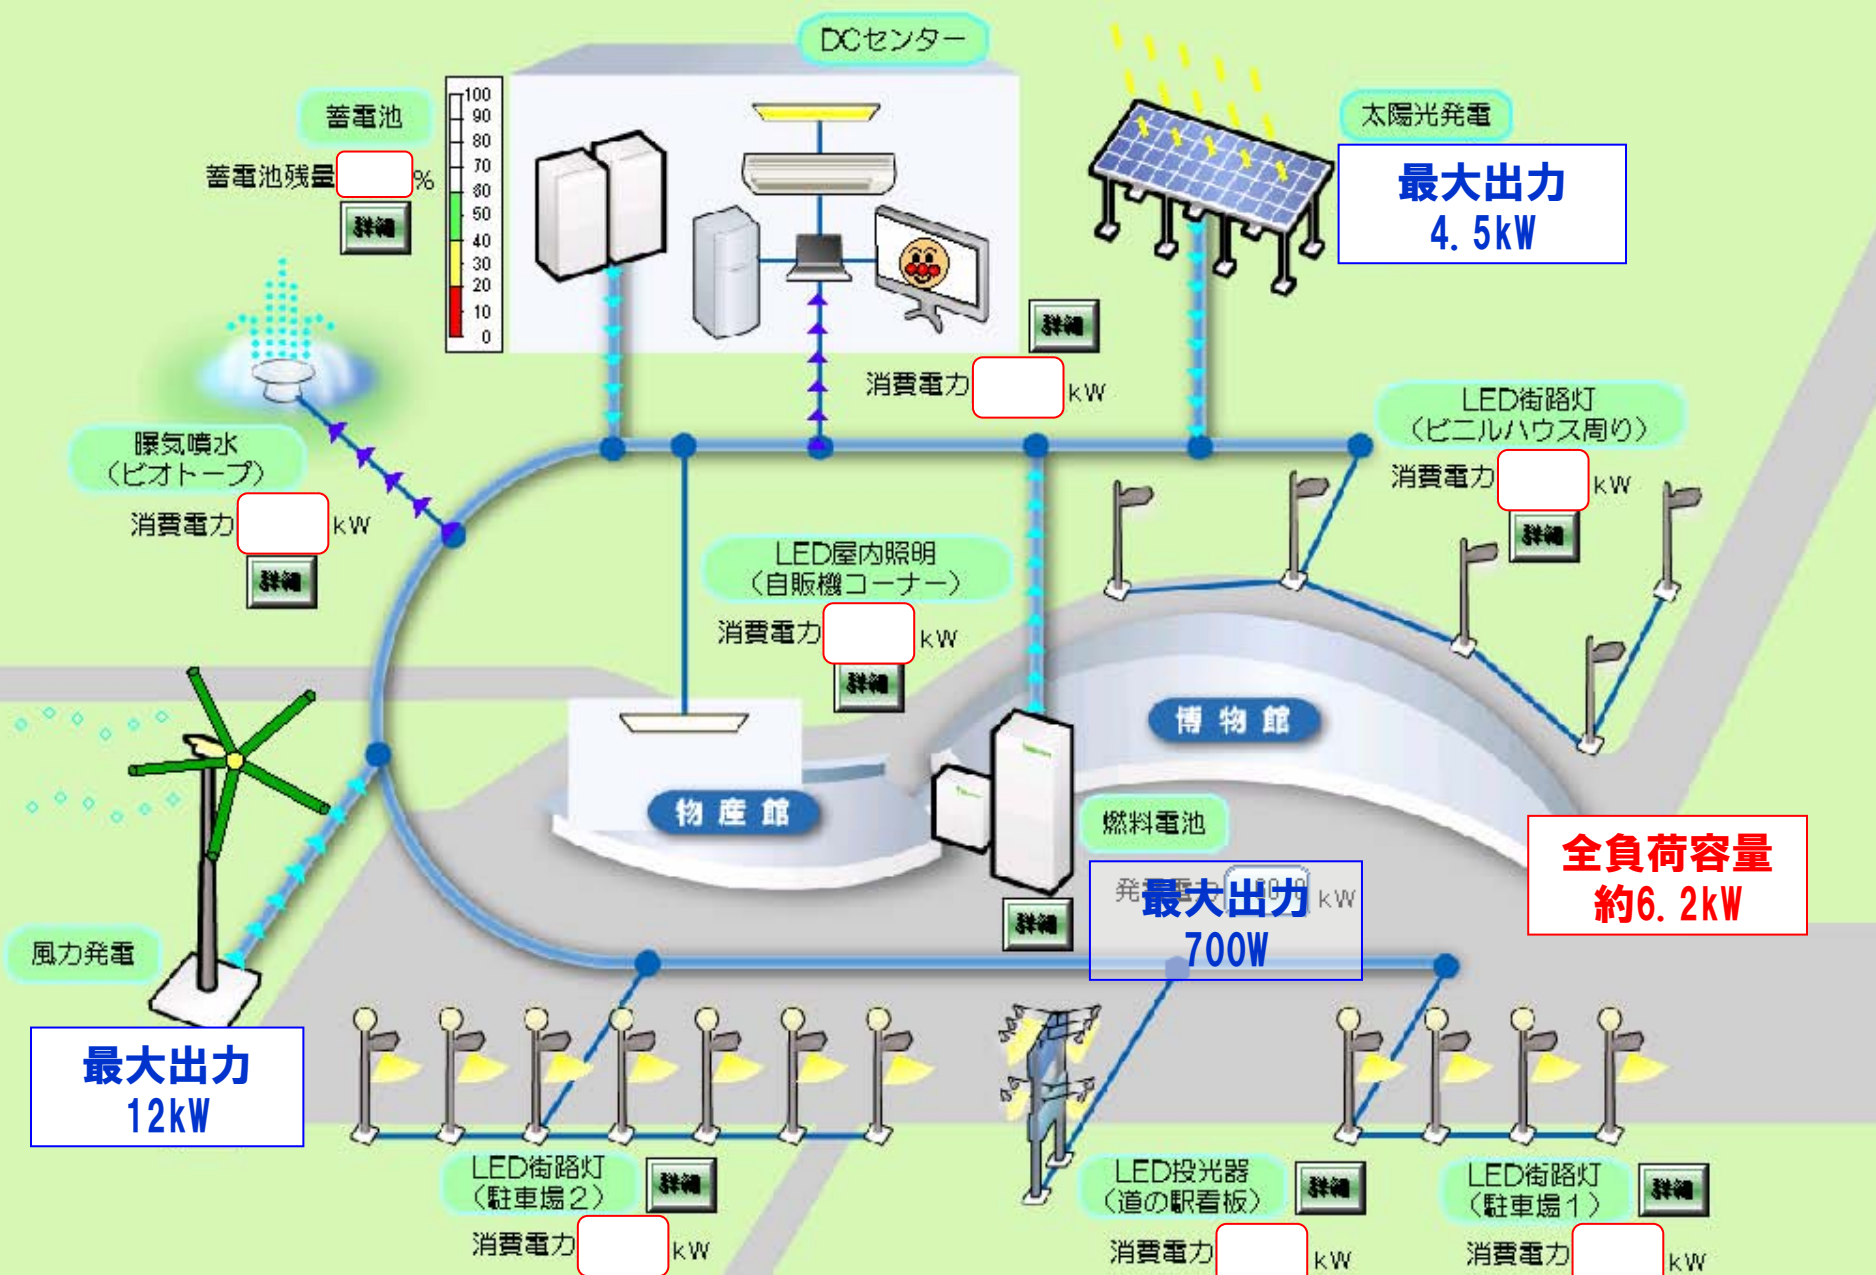 DCセンター
蓄電池
蓄電池残量
%
詳細
100
90
80
70
60
50
40
30
20
10
0
太陽光発電
最大出力
4.5kW
詳細
消費電力
kW
LED街路灯
（ビニルハウス周り）
消費電力
kW
詳細
曝気噴水
（ビオトープ）
消費電力
kW
詳細
LED屋内照明
（自販機コーナー）
消費電力
kW
詳細
博物館
物産館
燃料電池
発電電力
kW
最大出力
700W
詳細
全負荷容量
約6.2kW
風力発電
最大出力
12kW
LED街路灯
（駐車場2）
詳細
消費電力
kW
LED投光器
（道の駅看板）
詳細
消費電力
kW
LED街路灯
（駐車場1）
詳細
消費電力
kW